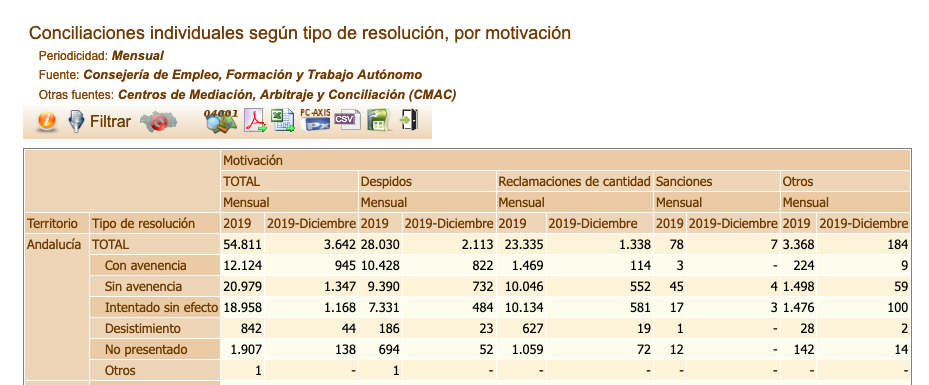 Conciliaciones individuales según tipo de resolución, por motivación
Periodicidad: Mensual
Fuente: Consejería de Empleo, Formación y Trabajo Autónomo
Otras fuentes: Centros de Mediación, Arbitraje y Conciliación (CMAC)
Filtrar 04001 PC-AXIS CSV
Motivación
TOTAL Despidos Reclamaciones de cantidad Sanciones Otros
Mensual Mensual Mensual Mensual Mensual
Territorio Tipo de resolución 2019 2019-Diciembre 2019 2019-Diciembre 2019 2019-Diciembre 2019 2019-Diciembre 2019 2019-Diciembre
Andalucía TOTAL 54.811 3.642 28.030 2.113 23.335 1.338 78 7 3.368 184
Con avenencia 12.124 945 10.428 822 1.469 114 3 - 224 9
Sin avenencia 20.979 1.347 9.390 732 10.046 552 45 4 1.498 59
Intentado sin efecto 18.958 1.168 7.331 484 10.134 581 17 3 1.476 100
Desistimiento 842 44 186 23 627 19 1 - 28 2
No presentado 1.907 138 694 52 1.059 72 12 - 142 14
Otros 1 - 1 - - - - - - -